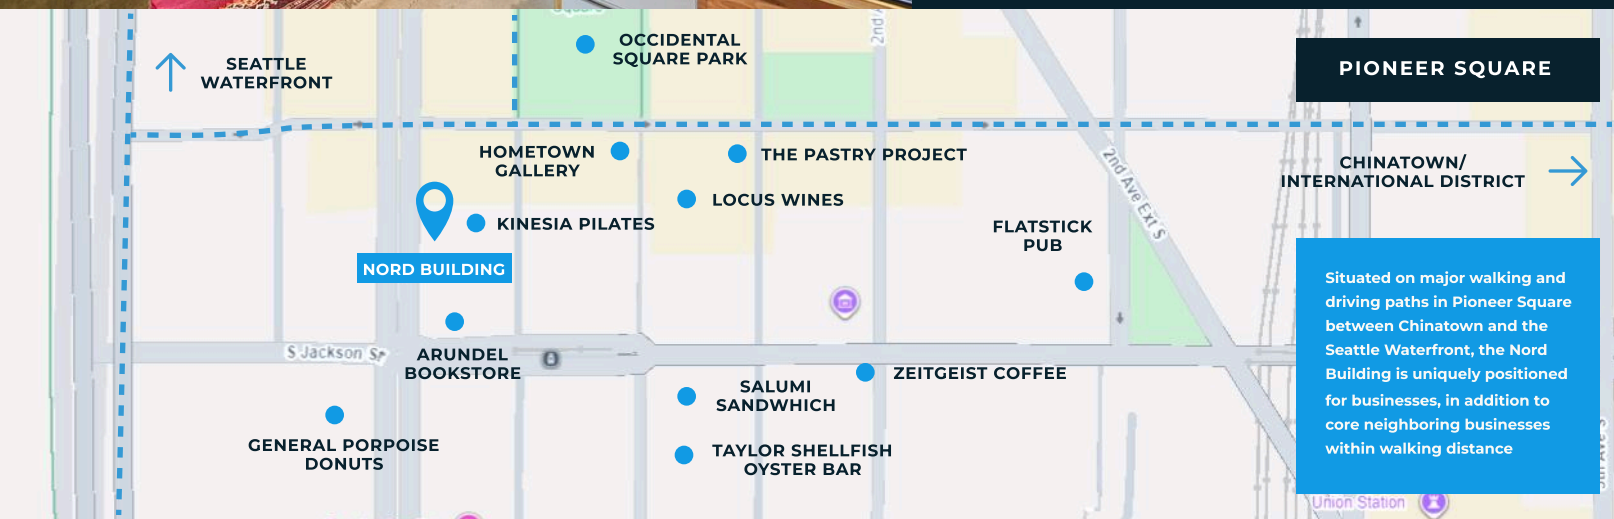 Square
OCCIDENTAL
SQUARE PARK
2nd
SEATTLE
WATERFRONT
PIONEER SQUARE
HOMETOWN
GALLERY
THE PASTRY PROJECT
CHINATOWN/
INTERNATIONAL DISTRICT
2nd Ave Ext S
LOCUS WINES
KINESIA PILATES
FLATSTICK
PUB
NORD BUILDING
Situated on major walking and
driving paths in Pioneer Square
between Chinatown and the
Seattle Waterfront, the Nord
Building is uniquely positioned
for businesses, in addition to
core neighboring businesses
within walking distance
S Jackson St
ARUNDEL
BOOKSTORE
ZEITGEIST COFFEE
SALUMI
SANDWHICH
GENERAL PORPOISE
DONUTS
TAYLOR SHELLFISH
OYSTER BAR
5th Ave S
Union Station